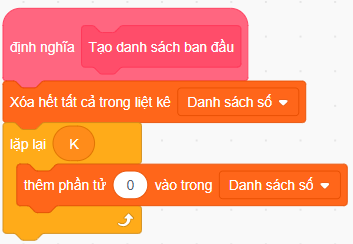 định nghĩa Tạo danh sách ban đầu
Xóa hết tất cả trong liệt kê Danh sách số
lặp lại K
thêm phần tử 0 vào trong Danh sách số